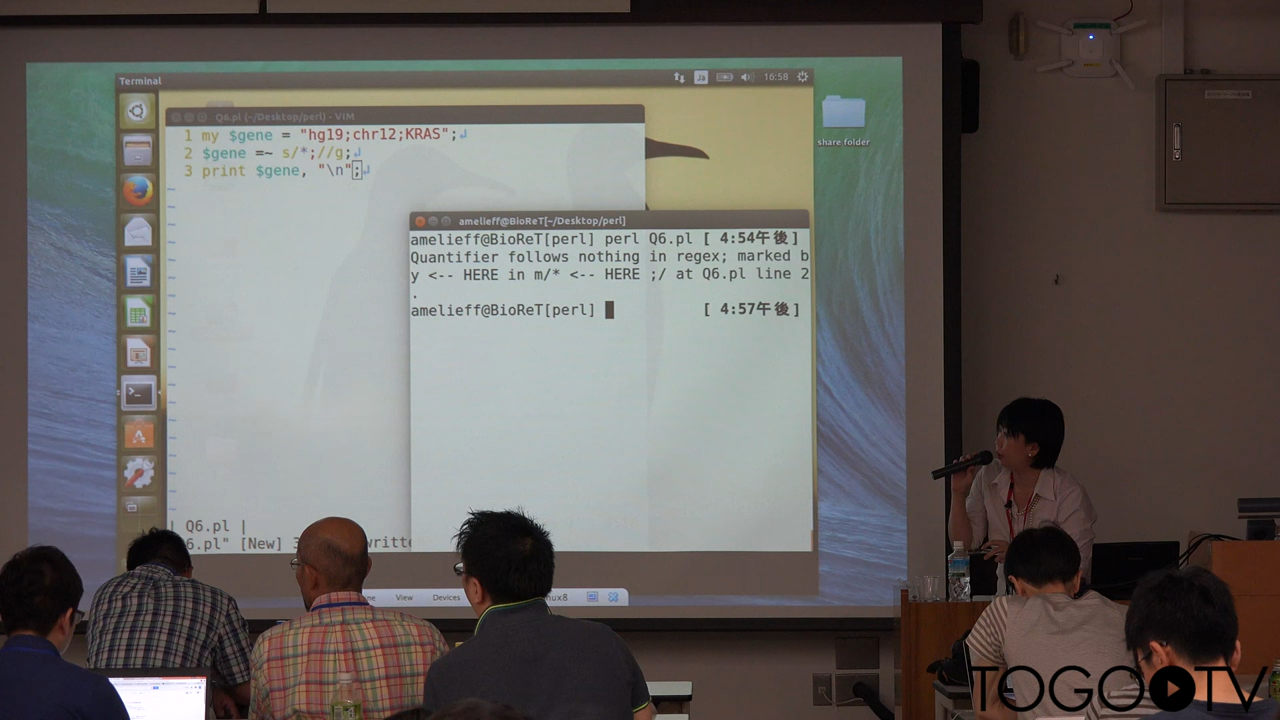 Terminal
16:58
share folder
Q6.pl (~/Desktop/perl) - VIM
1 my $gene = "hg19;chr12;KRAS";
2 $gene =~ s/*;//g;
3 print $gene, "\n";
amelieff@BioReT[~/Desktop/perl]
amelieff@BioReT[perl] perl Q6.pl [ 4:54午後]
Quantifier follows nothing in regex; marked b
y <-- HERE in m/* <-- HERE ;/ at Q6.pl line 2
.
amelieff@BioReT[perl] [ 4:57午後]
Q6.pl |
6.pl" [New] 3 writte
View Devices
TOGOTV